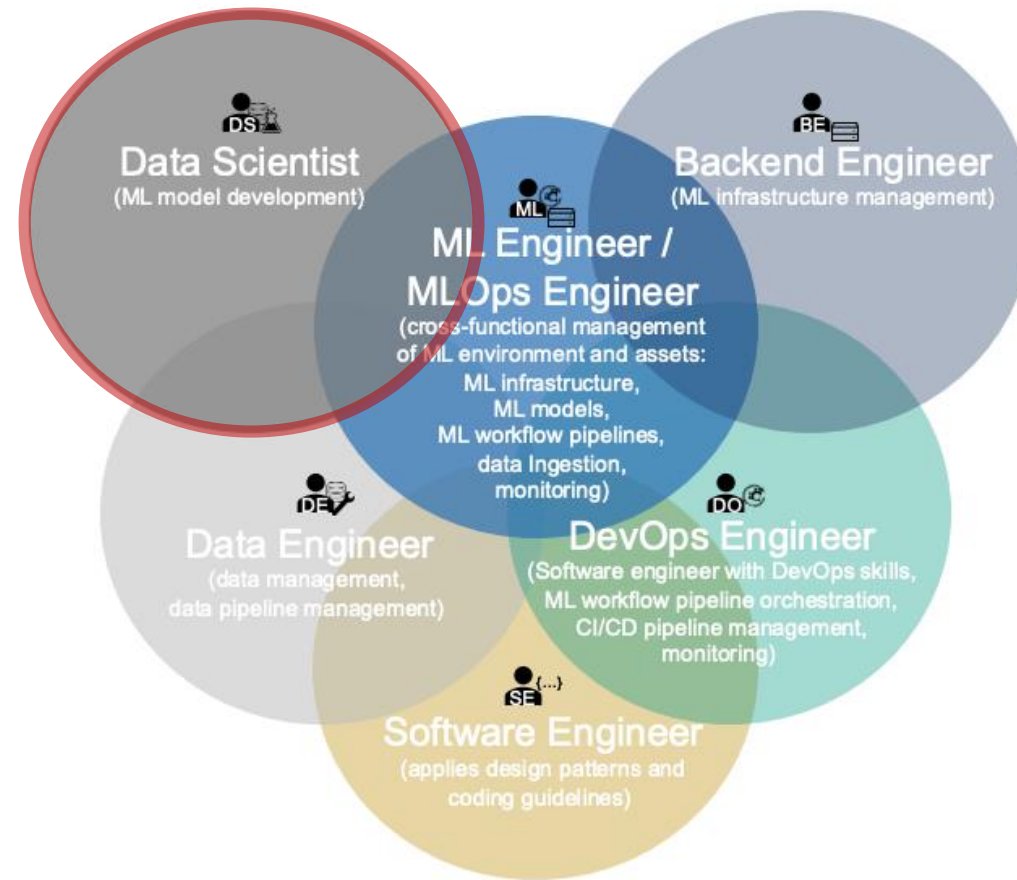 DS
Data Scientist
(ML model development)
BE
Backend Engineer
(ML infrastructure management)
ML
ML Engineer /
MLOps Engineer
(cross-functional management
of ML environment and assets:
ML infrastructure,
ML models,
ML workflow pipelines,
data Ingestion,
monitoring)
DE
Data Engineer
(data management,
data pipeline management)
DO
DevOps Engineer
(Software engineer with DevOps skills,
ML workflow pipeline orchestration,
CI/CD pipeline management,
monitoring)
SE {...}
Software Engineer
(applies design patterns and
coding guidelines)